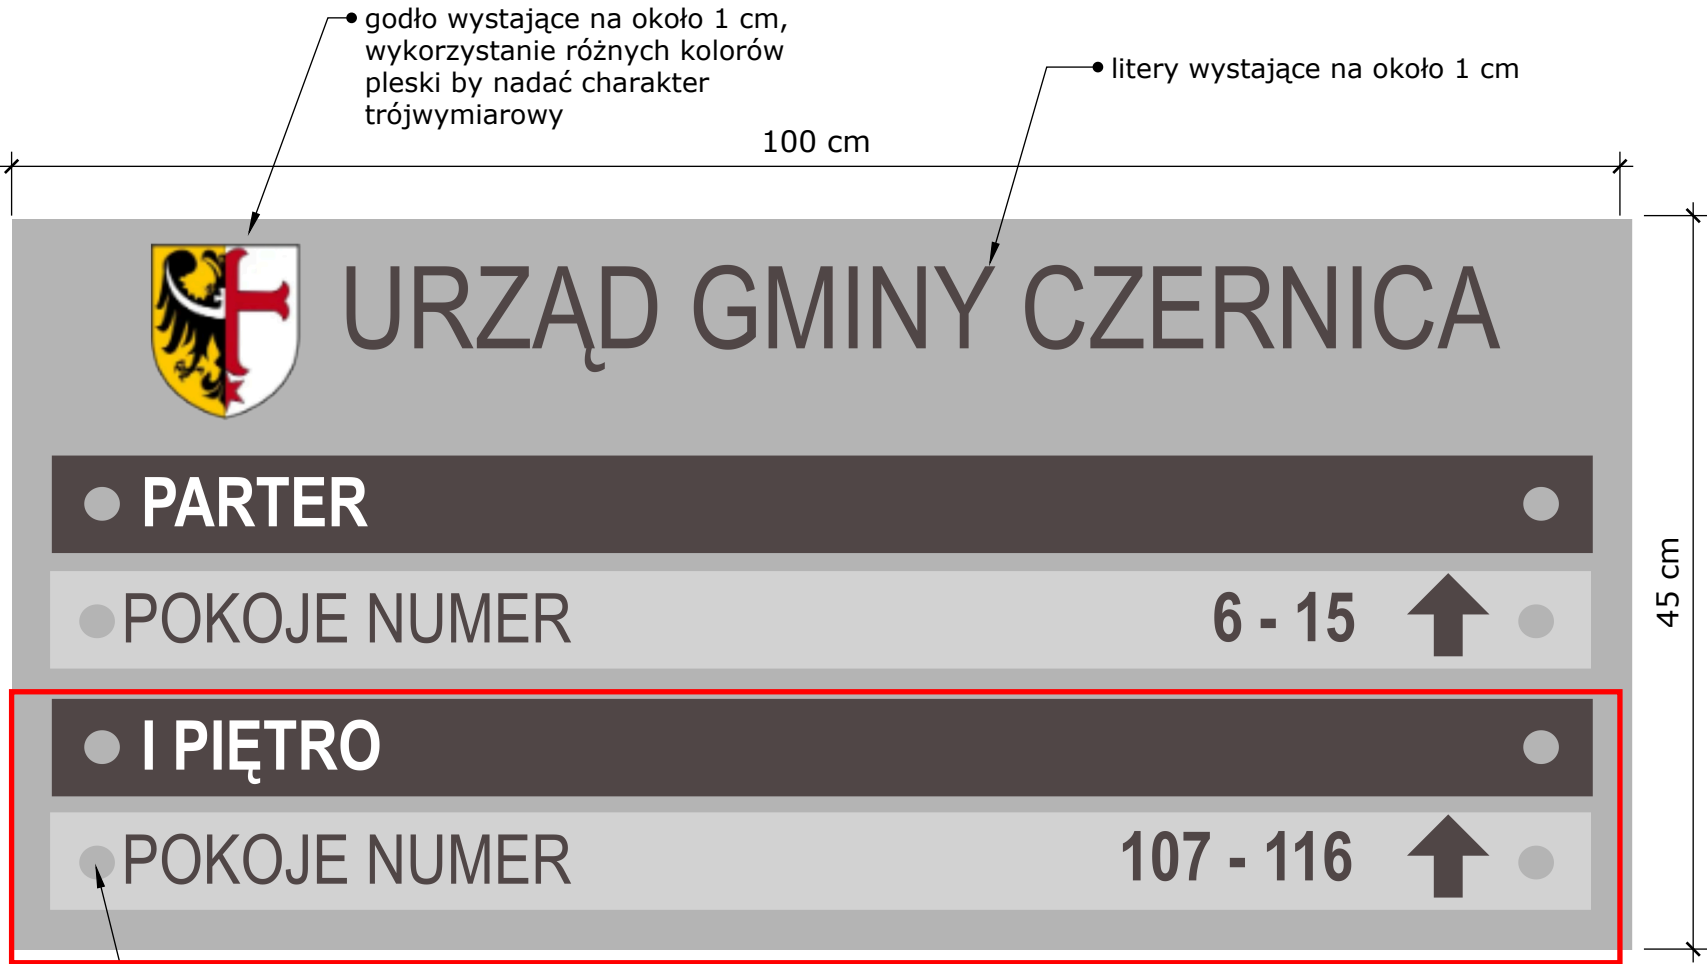 godło wystające na około 1 cm,
wykorzystanie różnych kolorów
pleski by nadać charakter
trójwymiarowy
litery wystające na około 1 cm
100 cm
URZĄD GMINY CZERNICA
PARTER
POKOJE NUMER 6 - 15
45 cm
I PIĘTRO
POKOJE NUMER 107 - 116